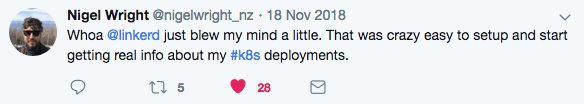 Nigel Wright @nigelwright_nz · 18 Nov 2018
Whoa @linkerd just blew my mind a little. That was crazy easy to setup and start
getting real info about my #k8s deployments.
5 28